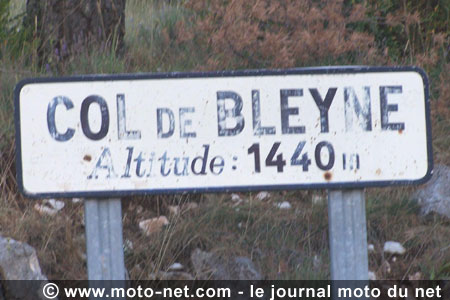 COL DE BLEYNE
Altitude : 1440 m
© www.moto-net.com - le journal moto du net